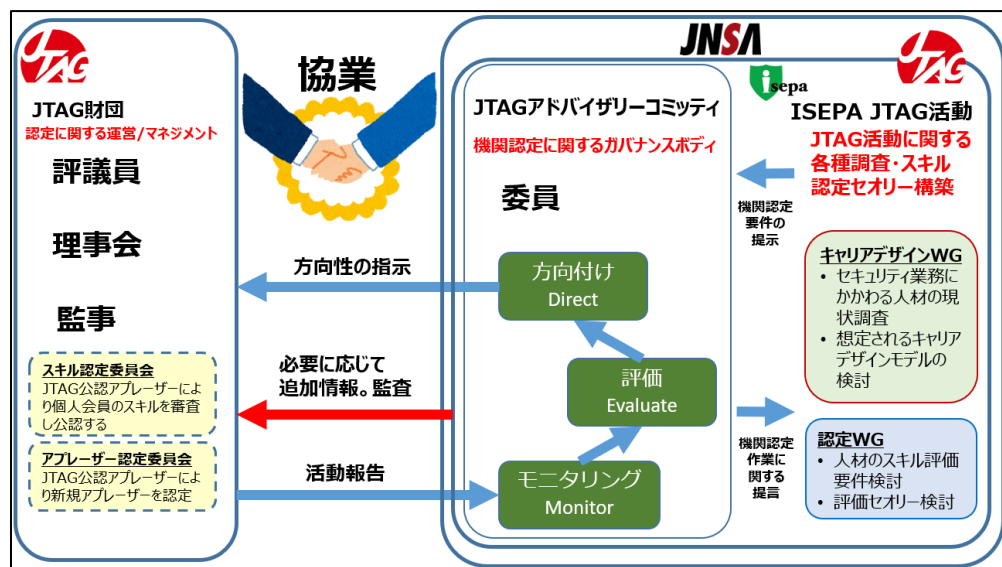 JTAG
JTAG財団
認定に関する運営/マネジメント
評議員
理事会
監事
スキル認定委員会
JTAG公認アプレーザーによ
り個人会員のスキルを審査
し公認する
アプレーザー認定委員会
JTAG公認アプレーザーによ
り新規アプレーザーを認定
協業
方向性の指示
必要に応じて
追加情報。監査
活動報告
JNSA
JTAGアドバイザリーコミッティ
機関認定に関するガバナンスボディ
委員
方向付け
Direct
評価
Evaluate
モニタリング
Monitor
isepa
JTAG
ISEPA JTAG活動
JTAG活動に関する
各種調査・スキル
認定セオリー構築
機関認定
要件の
提示
キャリアデザインWG
• セキュリティ業務に
かかわる人材の現
状調査
• 想定されるキャリア
デザインモデルの
検討
機関認定
作業に
関する
提言
認定WG
• 人材のスキル評価
要件検討
• 評価セオリー検討